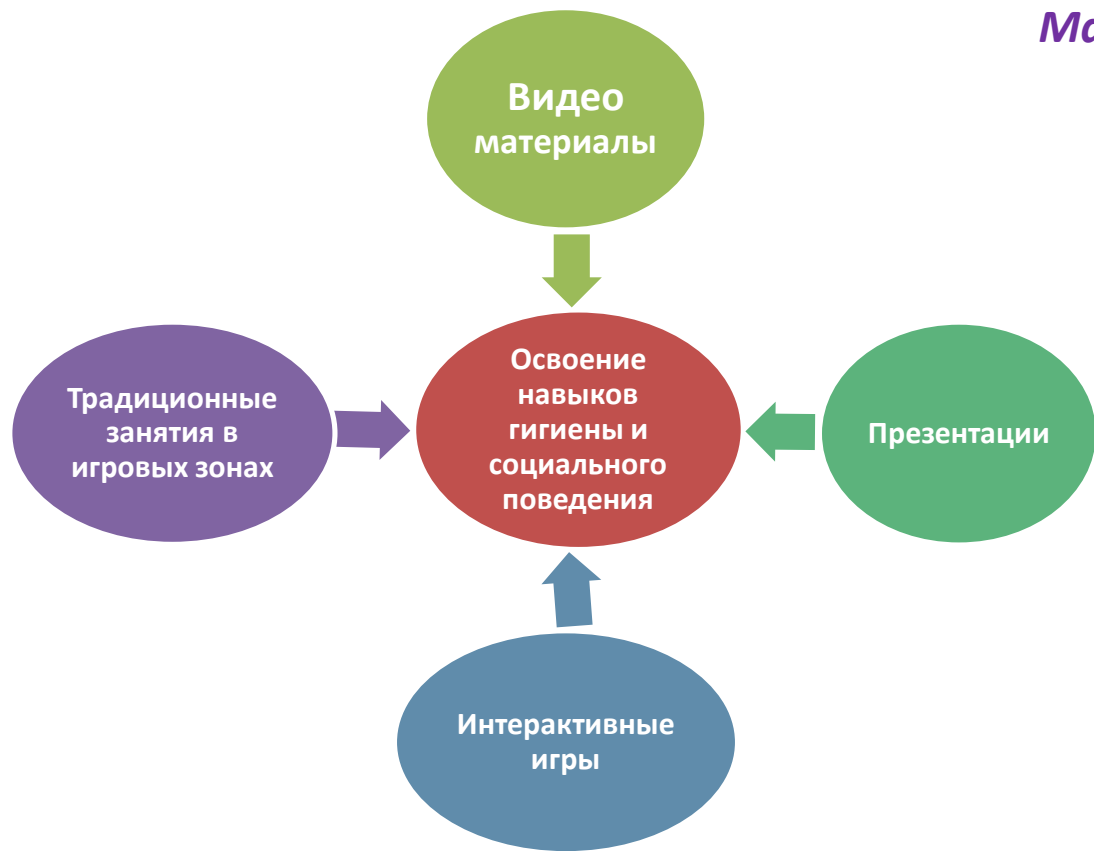 Видео
материалы
Традиционные
занятия в
игровых зонах
Освоение
навыков
гигиены и
социального
поведения
Презентации
Интерактивные
игры